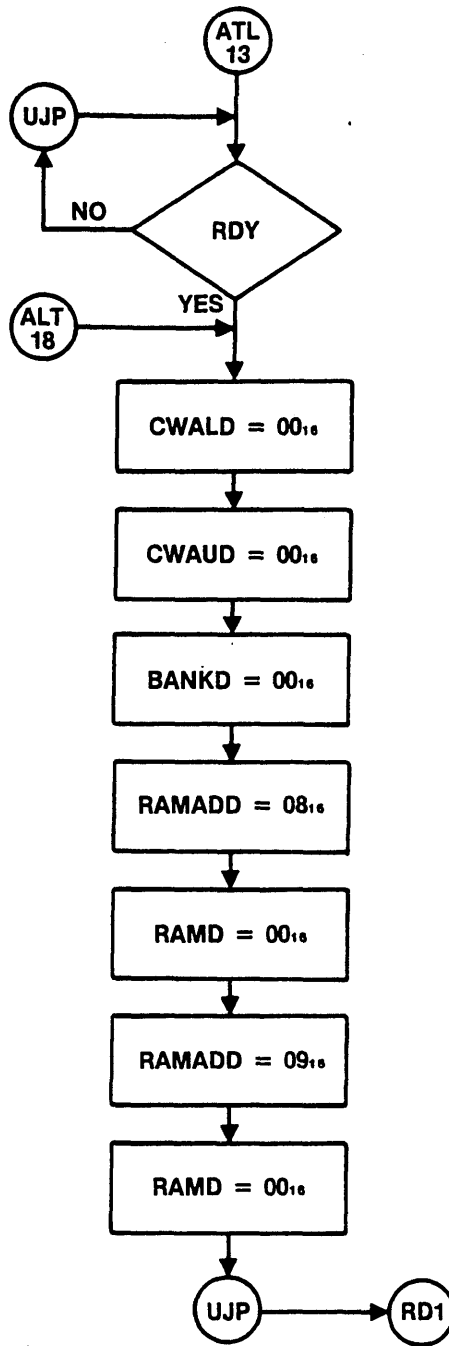 ATL
13
UJP
NO
RDY
YES
ALT
18
CWALD = 00₁₆
CWAUD = 00₁₆
BANKD = 00₁₆
RAMADD = 08₁₆
RAMD = 00₁₆
RAMADD = 09₁₆
RAMD = 00₁₆
UJP
RD1